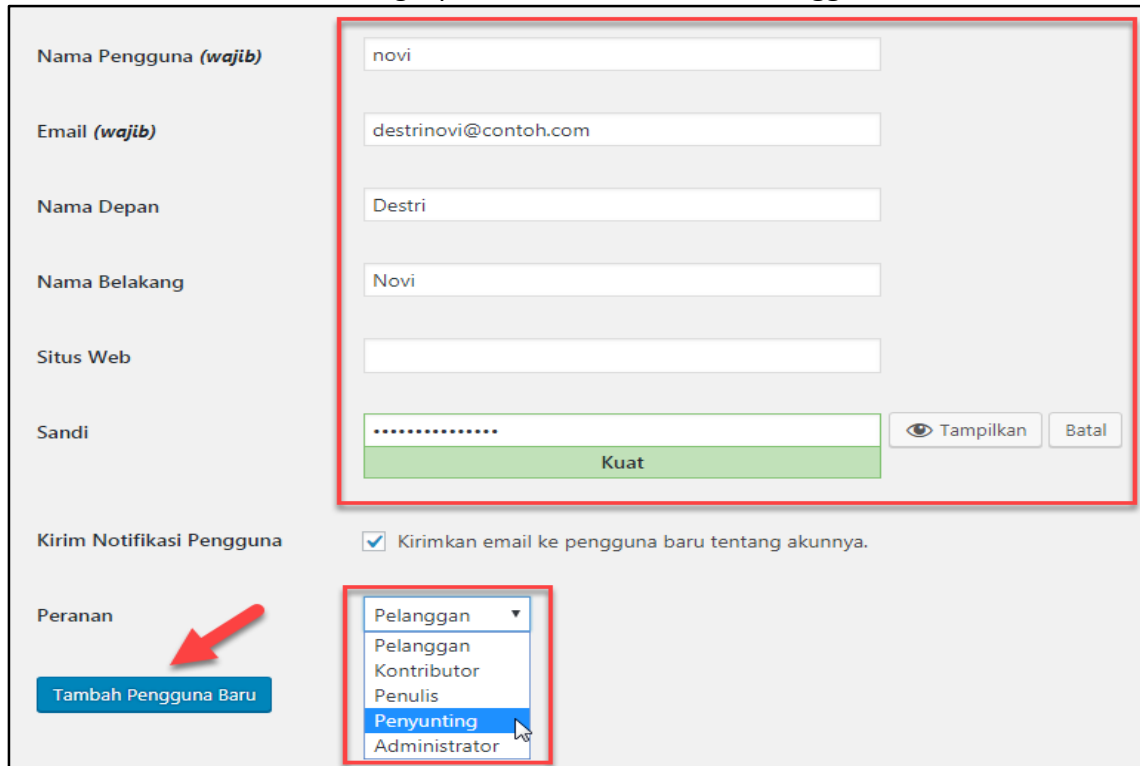 Nama Pengguna (wajib) novi
Email (wajib) destrinovi@contoh.com
Nama Depan Destri
Nama Belakang Novi
Situs Web
Sandi ••••••••••••••• Tampilkan Batal
Kuat
Kirim Notifikasi Pengguna Kirimkan email ke pengguna baru tentang akunnya.
Peranan Pelanggan
Pelanggan
Kontributor
Penulis
Tambah Pengguna Baru
Penyunting
Administrator